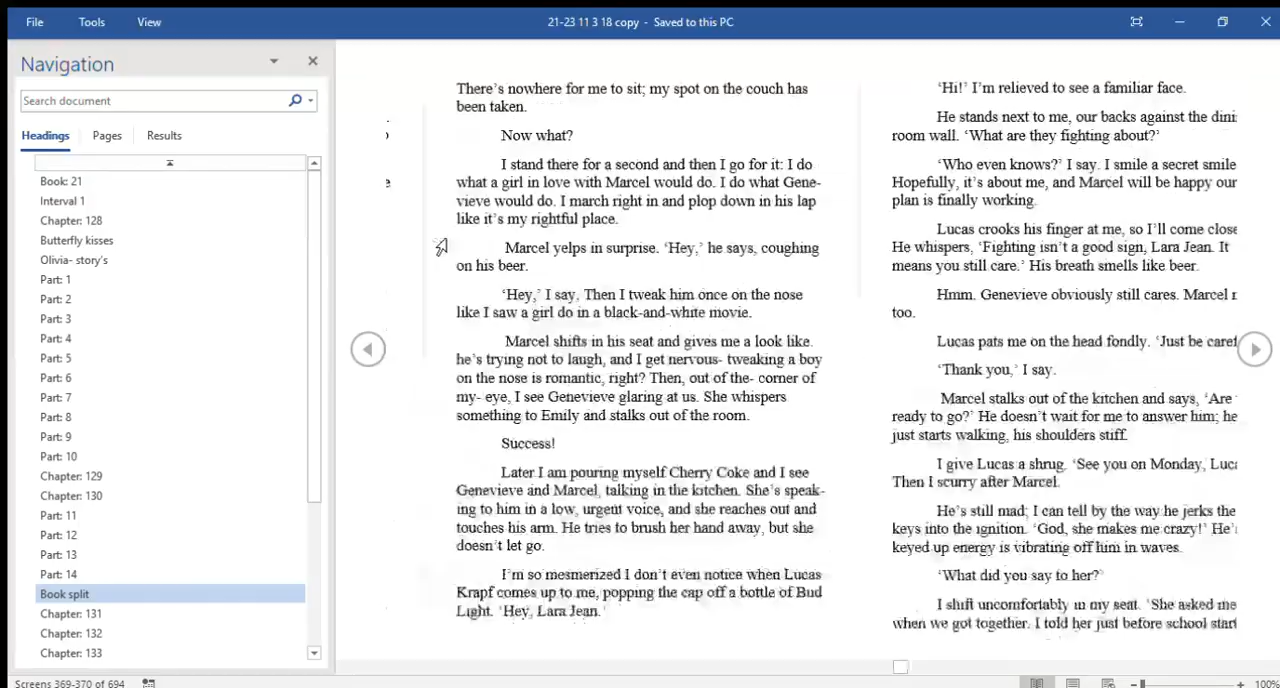 File
Tools
View
21-23 11 3 18 copy - Saved to this PC
Navigation
Search document
Headings
Pages
Results
Book: 21
Interval 1
Chapter: 128
Butterfly kisses
Olivia- story's
Part: 1
Part: 2
Part: 3
Part: 4
Part: 5
Part: 6
Part: 7
Part: 8
Part: 9
Part: 10
Chapter: 129
Chapter: 130
Part: 11
Part: 12
Part: 13
Part: 14
Book split
Chapter: 131
Chapter: 132
Chapter: 133
There's nowhere for me to sit; my spot on the couch has
been taken.
Now what?
I stand there for a second and then I go for it: I do
what a girl in love with Marcel would do. I do what Gene-
vieve would do. I march right in and plop down in his lap
like it's my rightful place.
Marcel yelps in surprise. ‘Hey,’ he says, coughing
on his beer.
‘Hey,’ I say, Then I tweak him once on the nose
like I saw a girl do in a black-and-white movie.
Marcel shifts in his seat and gives me a look like.
he's trying not to laugh, and I get nervous- tweaking a boy
on the nose is romantic, right? Then, out of the- corner of
my- eye, I see Genevieve glaring at us. She whispers
something to Emily and stalks out of the room.
Success!
Later I am pouring myself Cherry Coke and I see
Genevieve and Marcel, talking in the kitchen. She's speak-
ing to him in a low, urgent voice, and she reaches out and
touches his arm. He tries to brush her hand away, but she
doesn't let go.
I'm so mesmerized I don't even notice when Lucas
Krapf comes up to me, popping the cap off a bottle of Bud
Light. ‘Hey, Lara Jean.’
‘Hi!’ I'm relieved to see a familiar face.
He stands next to me, our backs against the dini
room wall. ‘What are they fighting about?’
‘Who even knows?’ I say. I smile a secret smile
Hopefully, it's about me, and Marcel will be happy our
plan is finally working.
Lucas crooks his finger at me, so I'll come close
He whispers, ‘Fighting isn't a good sign, Lara Jean. It
means you still care.’ His breath smells like beer.
Hmm. Genevieve obviously still cares. Marcel
too.
Lucas pats me on the head fondly. ‘Just be caref
‘Thank you,’ I say.
Marcel stalks out of the kitchen and says, ‘Are
ready to go?’ He doesn't wait for me to answer him; he
just starts walking, his shoulders stiff.
I give Lucas a shrug. ‘See you on Monday, Luca
Then I scurry after Marcel.
He's still mad; I can tell by the way he jerks the
keys into the ignition. ‘God, she makes me crazy!’ He'
keyed up energy is vibrating off him in waves.
‘What did you say to her?’
I shift uncomfortably in my seat. ‘She asked me
when we got together. I told her just before school start
Screens 369-370 of 694
100%